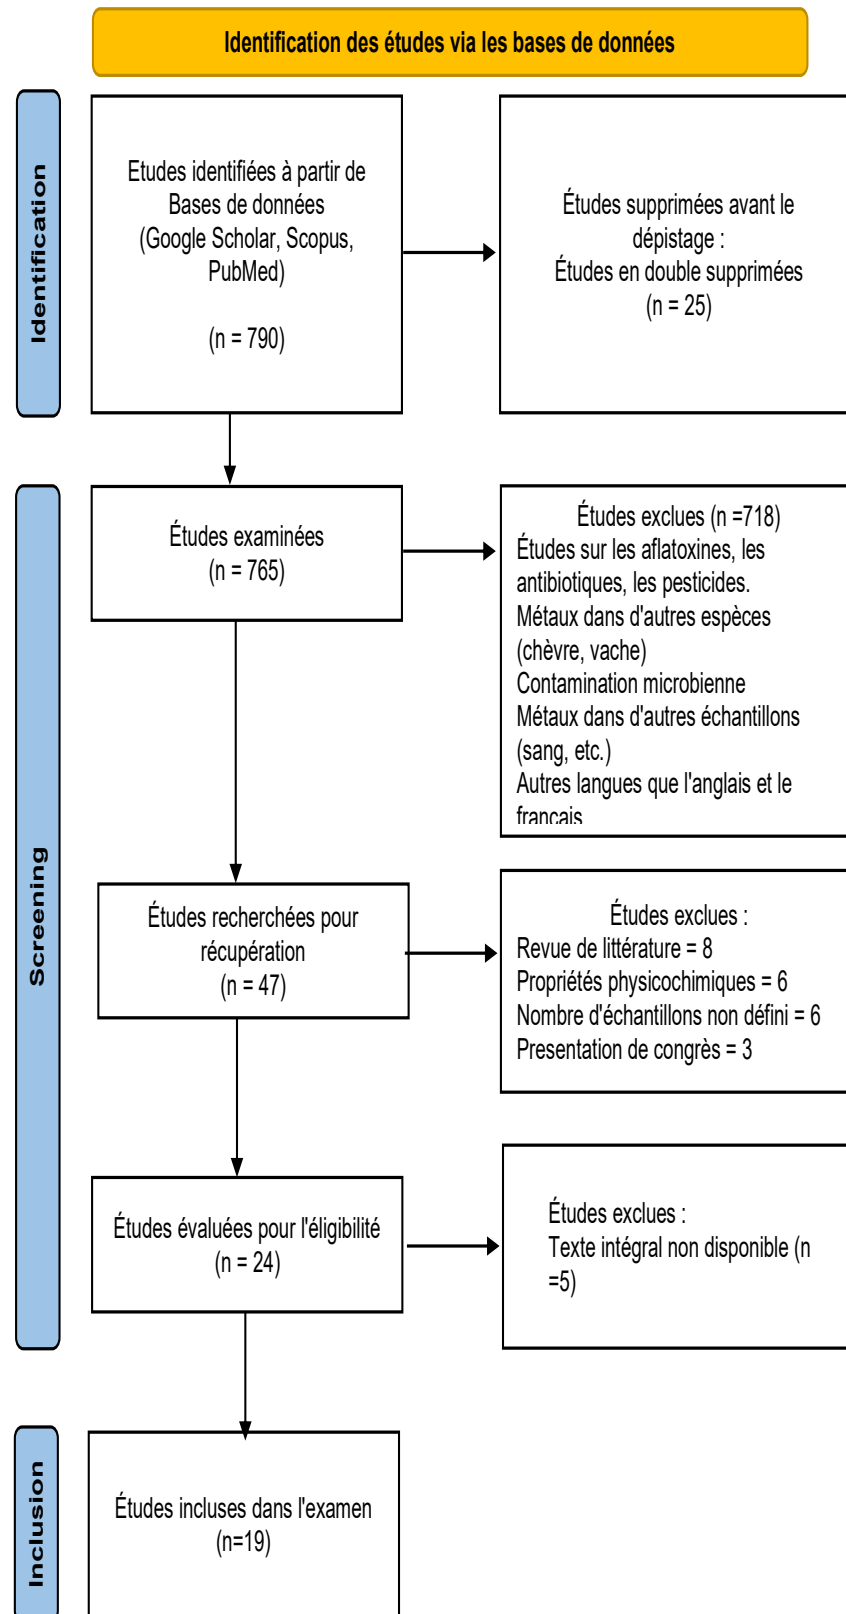 Identification des études via les bases de données
Identification
Etudes identifiées à partir de
Bases de données
(Google Scholar, Scopus,
PubMed)
(n = 790)
Études supprimées avant le
dépistage :
Études en double supprimées
(n = 25)
Screening
Études examinées
(n = 765)
Études exclues (n =718)
Études sur les aflatoxines, les
antibiotiques, les pesticides.
Métaux dans d'autres espèces
(chèvre, vache)
Contamination microbienne
Métaux dans d'autres échantillons
(sang, etc.)
Autres langues que l'anglais et le
français
Études recherchées pour
récupération
(n = 47)
Études exclues :
Revue de littérature = 8
Propriétés physicochimiques = 6
Nombre d'échantillons non défini = 6
Presentation de congrès = 3
Études évaluées pour l'éligibilité
(n = 24)
Études exclues :
Texte intégral non disponible (n
=5)
Inclusion
Études incluses dans l'examen
(n=19)